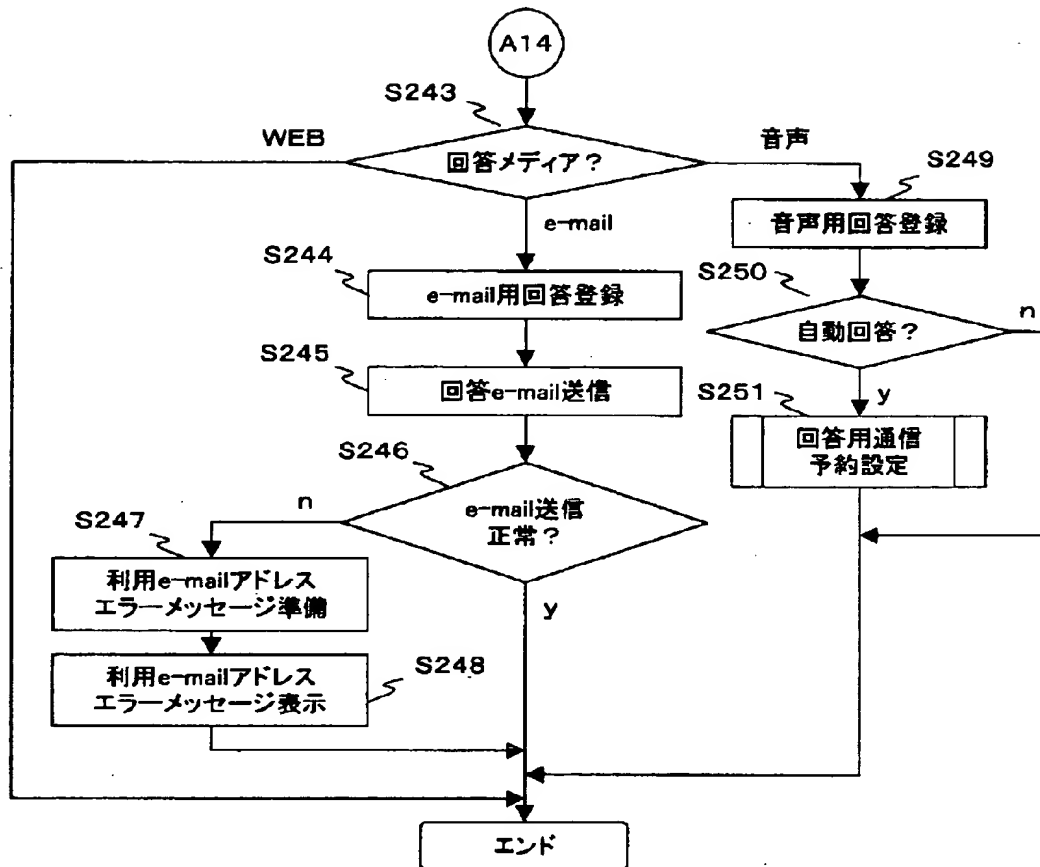 A14
S243
WEB
回答メディア?
音声
S249
音声用回答登録
e-mail
S244
e-mail用回答登録
S250
自動回答?
n
S245
回答e-mail送信
y
S251
回答用通信
予約設定
S246
e-mail送信
正常?
n
S247
利用e-mailアドレス
エラーメッセージ準備
y
S248
利用e-mailアドレス
エラーメッセージ表示
エンド